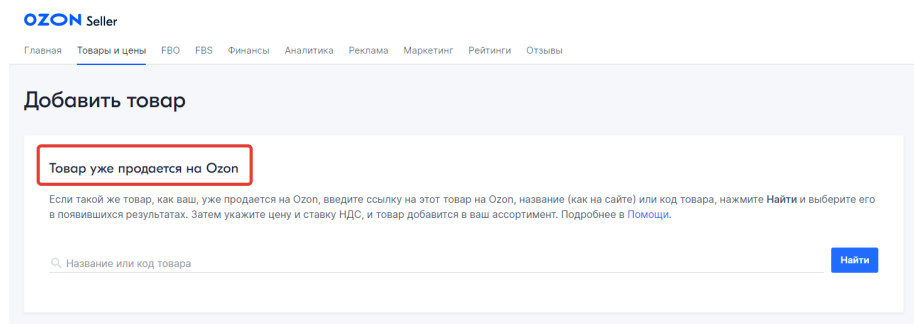 OZON Seller
Главная Товары и цены FBO FBS Финансы Аналитика Реклама Маркетинг Рейтинги Отзывы
Добавить товар
Товар уже продается на Ozon
Если такой же товар, как ваш, уже продается на Ozon, введите ссылку на этот товар на Ozon, название (как на сайте) или код товара, нажмите Найти и выберите его
в появившихся результатах. Затем укажите цену и ставку НДС, и товар добавится в ваш ассортимент. Подробнее в Помощи.
Название или код товара
Найти